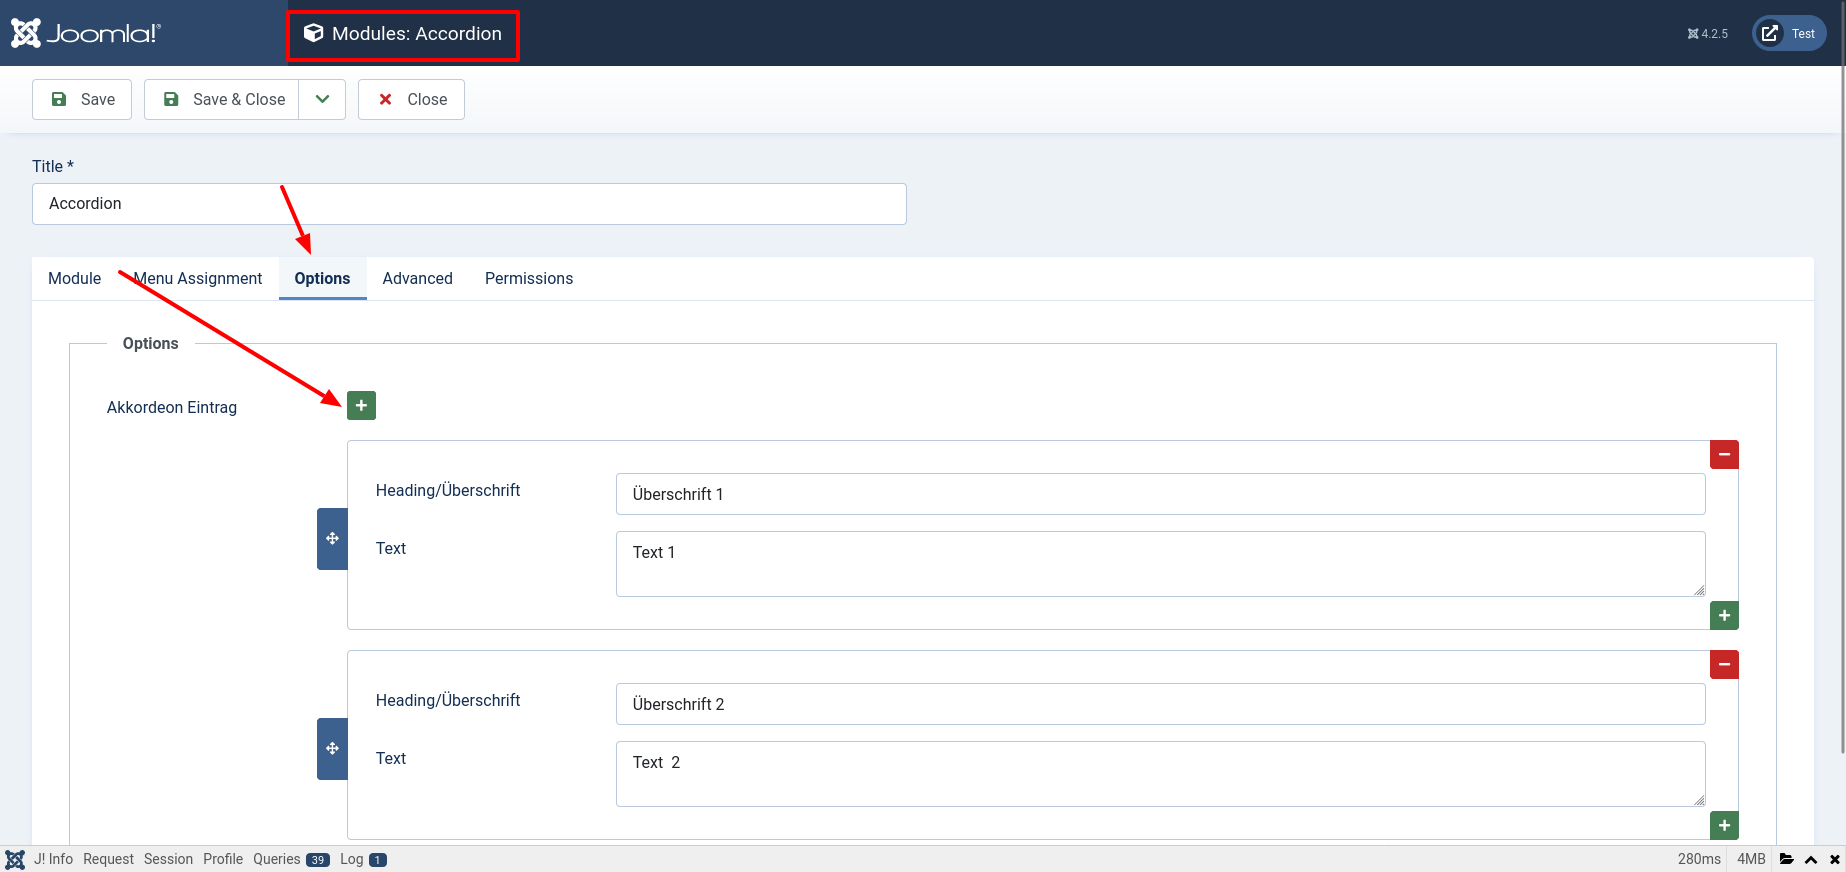 Joomla!®
Modules: Accordion
4.2.5
Test
Save
Save & Close
Close
Title *
Accordion
Module
Menu Assignment
Options
Advanced
Permissions
Options
Akkordeon Eintrag
Heading/Überschrift
Überschrift 1
Text
Text 1
Heading/Überschrift
Überschrift 2
Text
Text  2
J! Info Request Session Profile Queries 39 Log 1
280ms 4MB